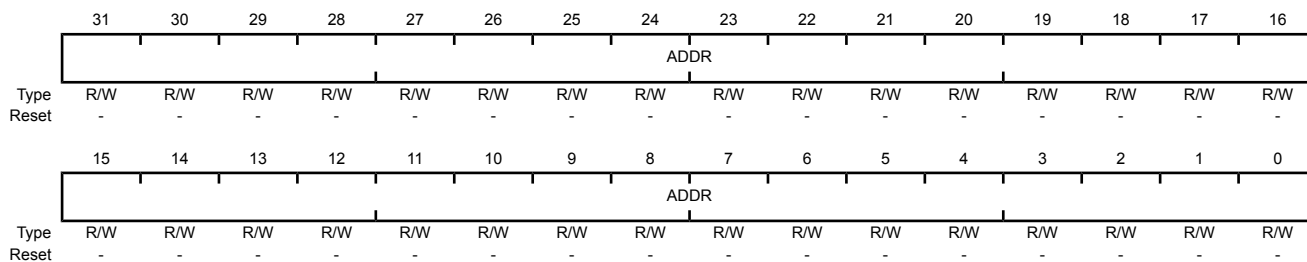 31 30 29 28 27 26 25 24 23 22 21 20 19 18 17 16
ADDR
Type R/W R/W R/W R/W R/W R/W R/W R/W R/W R/W R/W R/W R/W R/W R/W R/W
Reset - - - - - - - - - - - - - - - -
15 14 13 12 11 10 9 8 7 6 5 4 3 2 1 0
ADDR
Type R/W R/W R/W R/W R/W R/W R/W R/W R/W R/W R/W R/W R/W R/W R/W R/W
Reset - - - - - - - - - - - - - - - -